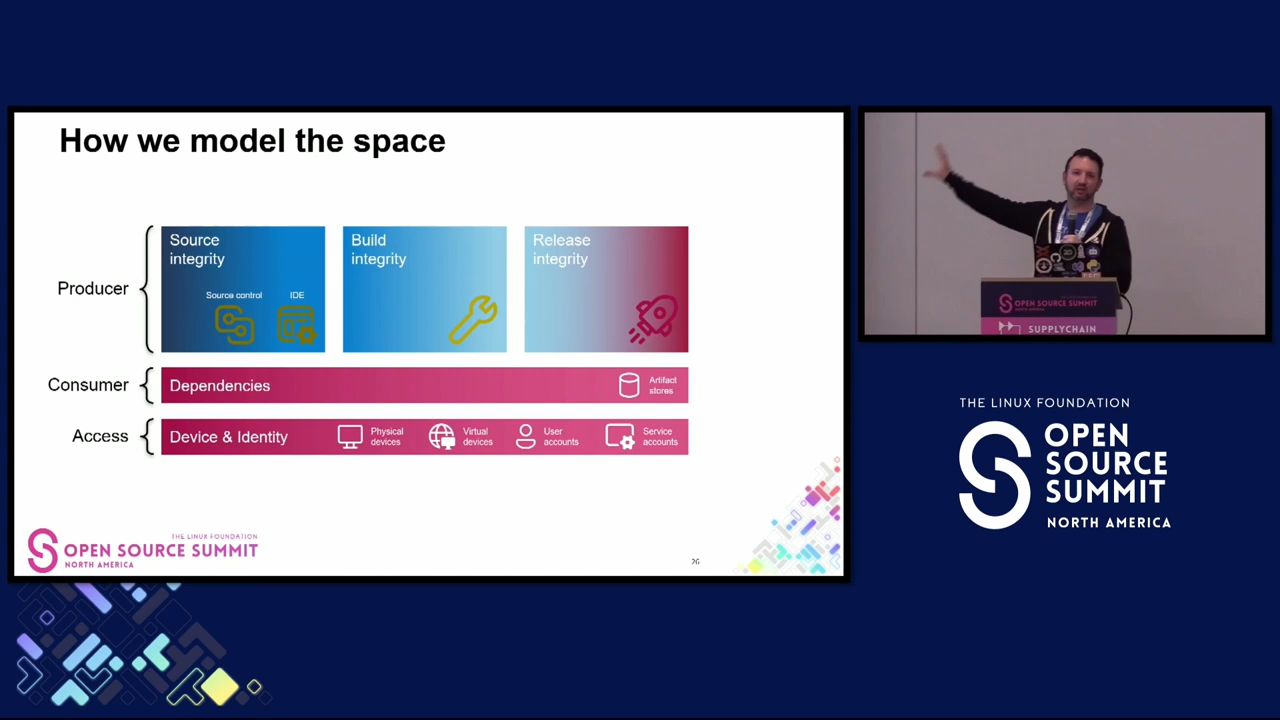 How we model the space
Producer
Source
integrity
Source control
IDE
Build
integrity
Release
integrity
Consumer
Dependencies
Artifact
stores
Access
Device & Identity
Physical
devices
Virtual
devices
User
accounts
Service
accounts
THE LINUX FOUNDATION
OPEN SOURCE SUMMIT
NORTH AMERICA
26
OPEN SOURCE SUMMIT
SUPPLYCHAIN
THE LINUX FOUNDATION
OPEN
SOURCE
SUMMIT
NORTH AMERICA